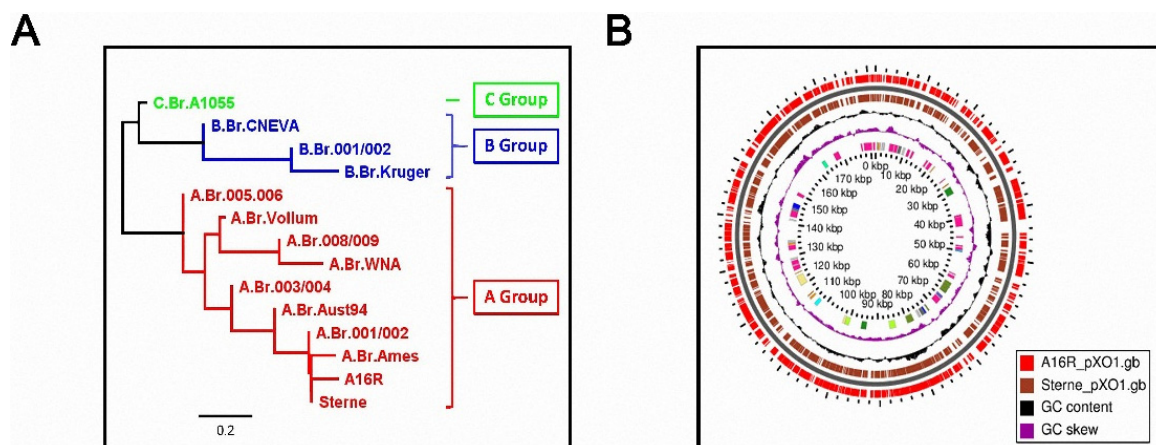 A
C.Br.A1055
B.Br.CNEVA
B.Br.001/002
B.Br.Kruger
A.Br.005.006
A.Br.Vollum
A.Br.008/009
A.Br.WNA
A.Br.003/004
A.Br.Aust94
A.Br.001/002
A.Br.Ames
A16R
Sterne
C Group
B Group
A Group
0.2
B
0 kbp
10 kbp
20 kbp
30 kbp
40 kbp
50 kbp
60 kbp
70 kbp
80 kbp
90 kbp
100 kbp
110 kbp
120 kbp
130 kbp
140 kbp
150 kbp
160 kbp
170 kbp
A16R_pXO1.gb
Sterne_pXO1.gb
GC content
GC skew